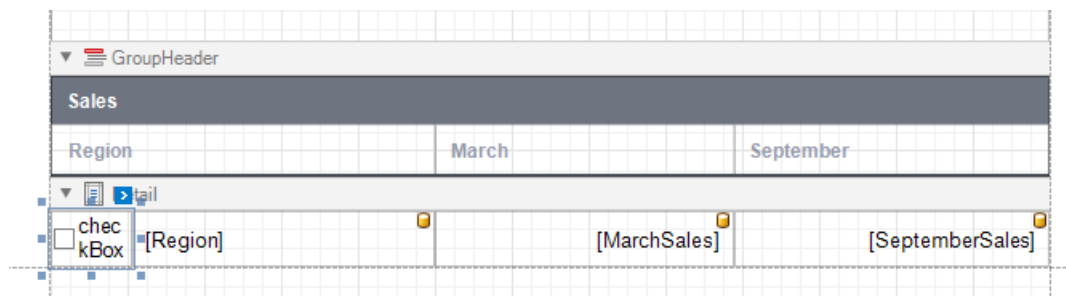 GroupHeader
Sales
Region March September
tail
chec
kBox [Region] [MarchSales] [SeptemberSales]